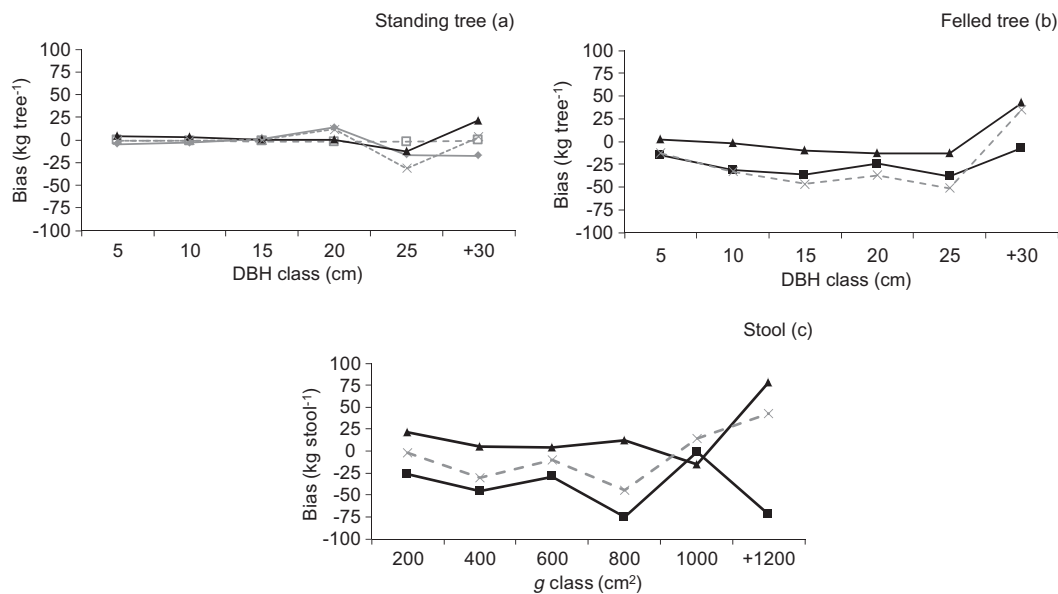 Standing tree (a)
100
75
50
25
0
-25
-50
-75
-100
Bias (kg tree⁻¹)
5 10 15 20 25 +30
DBH class (cm)
Felled tree (b)
100
75
50
25
0
-25
-50
-75
-100
Bias (kg tree⁻¹)
5 10 15 20 25 +30
DBH class (cm)
Stool (c)
100
75
50
25
0
-25
-50
-75
-100
Bias (kg stool⁻¹)
200 400 600 800 1000 +1200
g class (cm²)